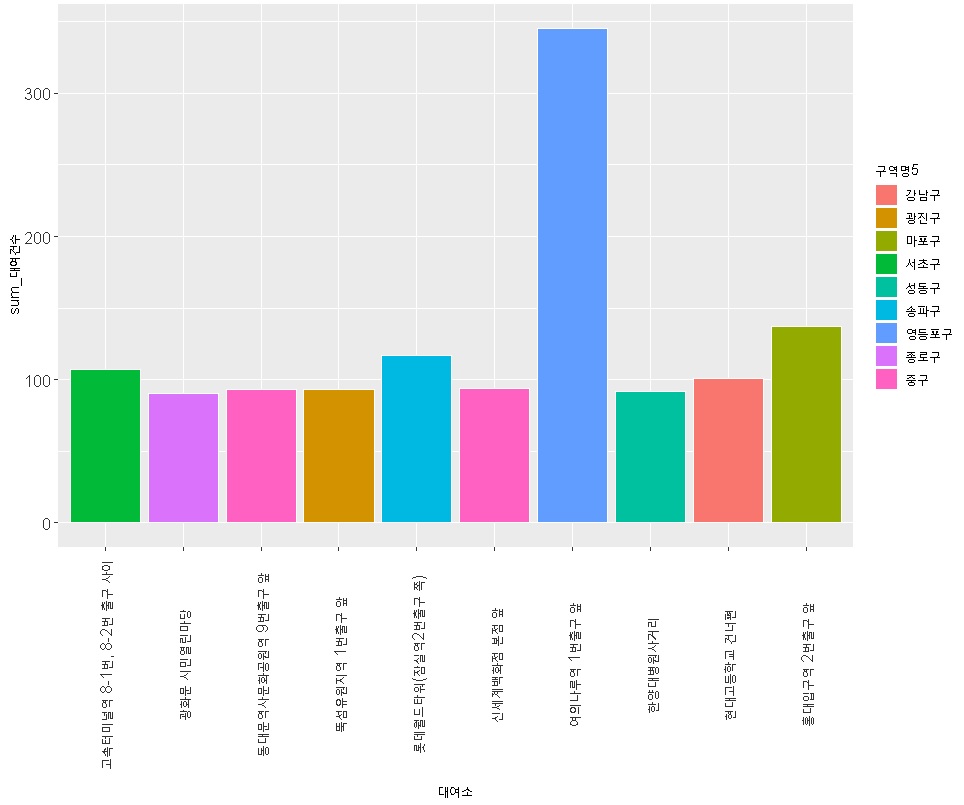 sum_대여건수
300
200
100
0
고속터미널역 8-1번, 8-2번 출구 사이
광화문 시민열린마당
동대문역사문화공원역 9번출구 앞
뚝섬유원지역 1번출구 앞
롯데월드타워(잠실역2번출구 쪽)
신세계백화점 본점 앞
여의나루역 1번출구 앞
한양대병원사거리
현대고등학교 건너편
홍대입구역 2번출구 앞
대여소
구역명5
강남구
광진구
마포구
서초구
성동구
송파구
영등포구
종로구
중구